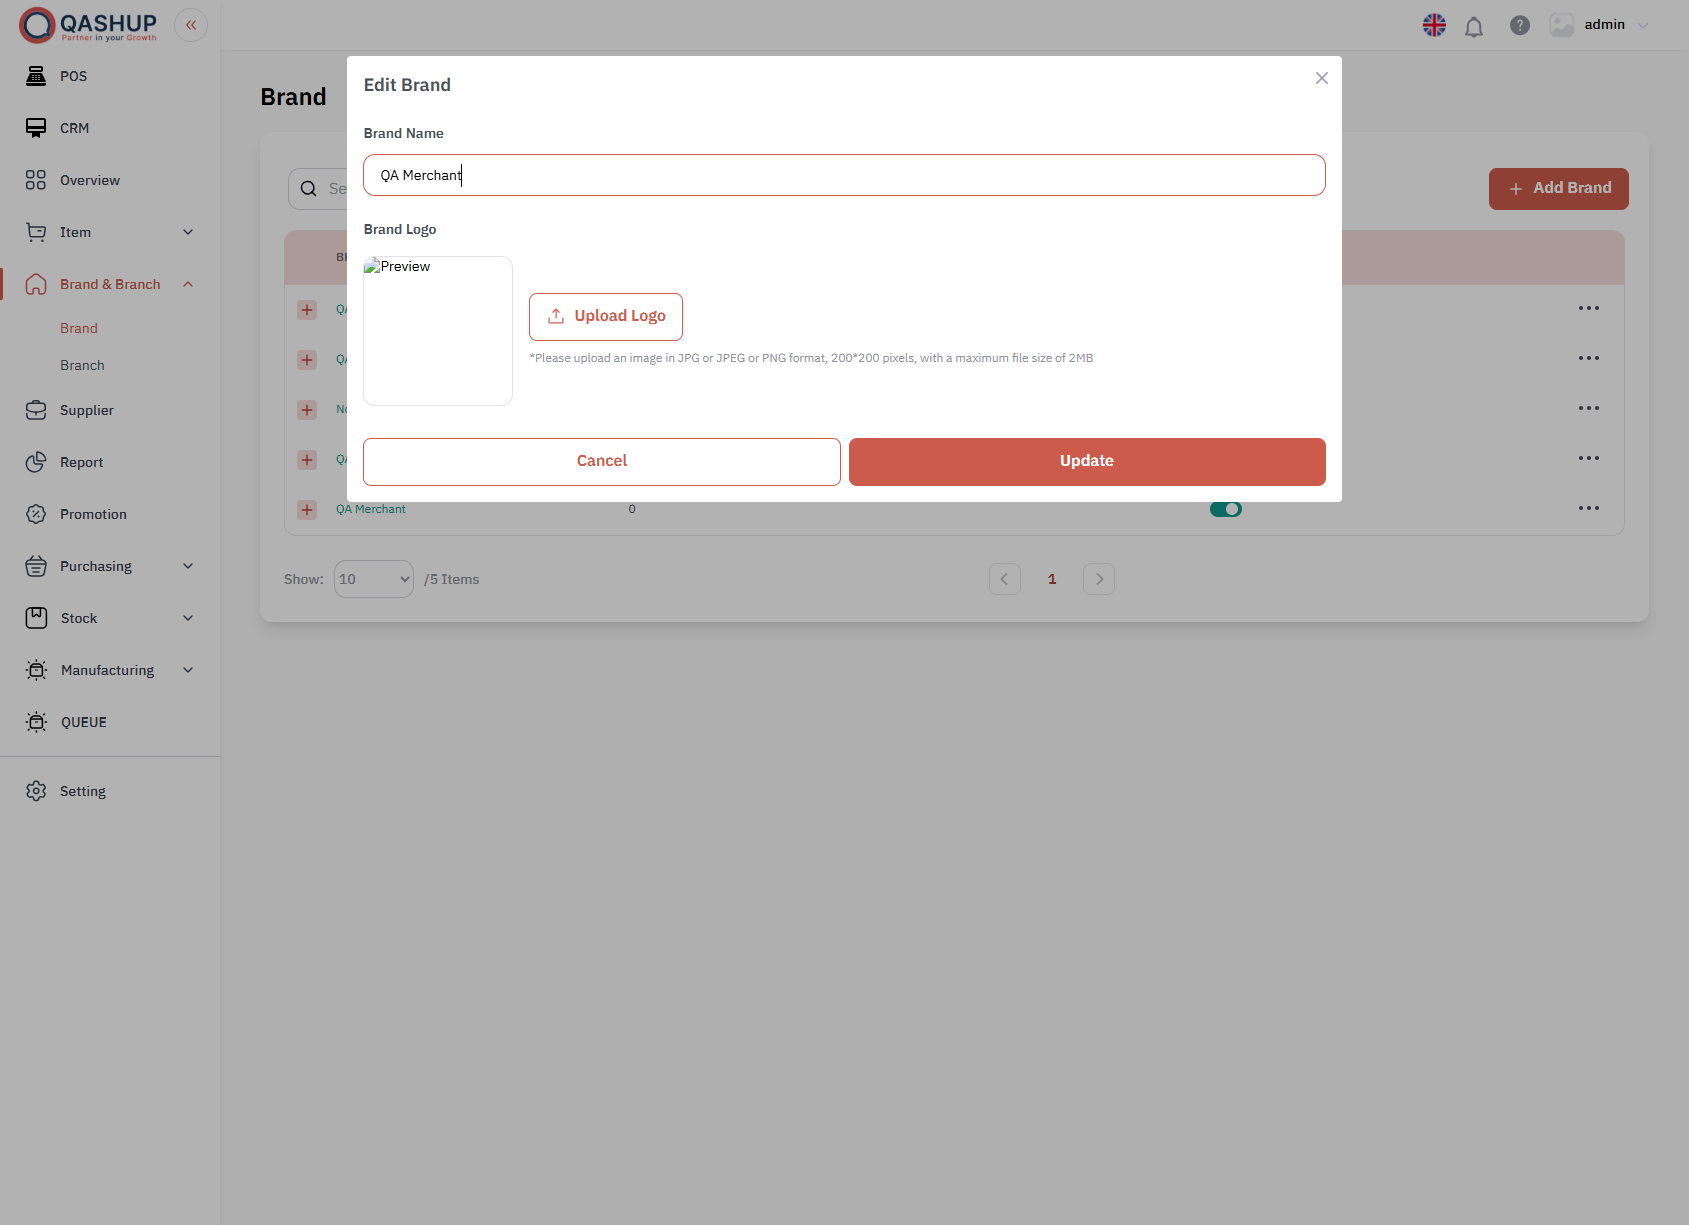 QASHUP
Partner in your Growth
admin
POS
CRM
Overview
Item
Brand & Branch
Brand
Branch
Supplier
Report
Promotion
Purchasing
Stock
Manufacturing
QUEUE
Setting
Brand
Add Brand
Edit Brand
Brand Name
QA Merchant
Brand Logo
Preview
Upload Logo
*Please upload an image in JPG or JPEG or PNG format, 200*200 pixels, with a maximum file size of 2MB
Cancel
Update
QA Merchant 0
Show: 10 /5 Items
1